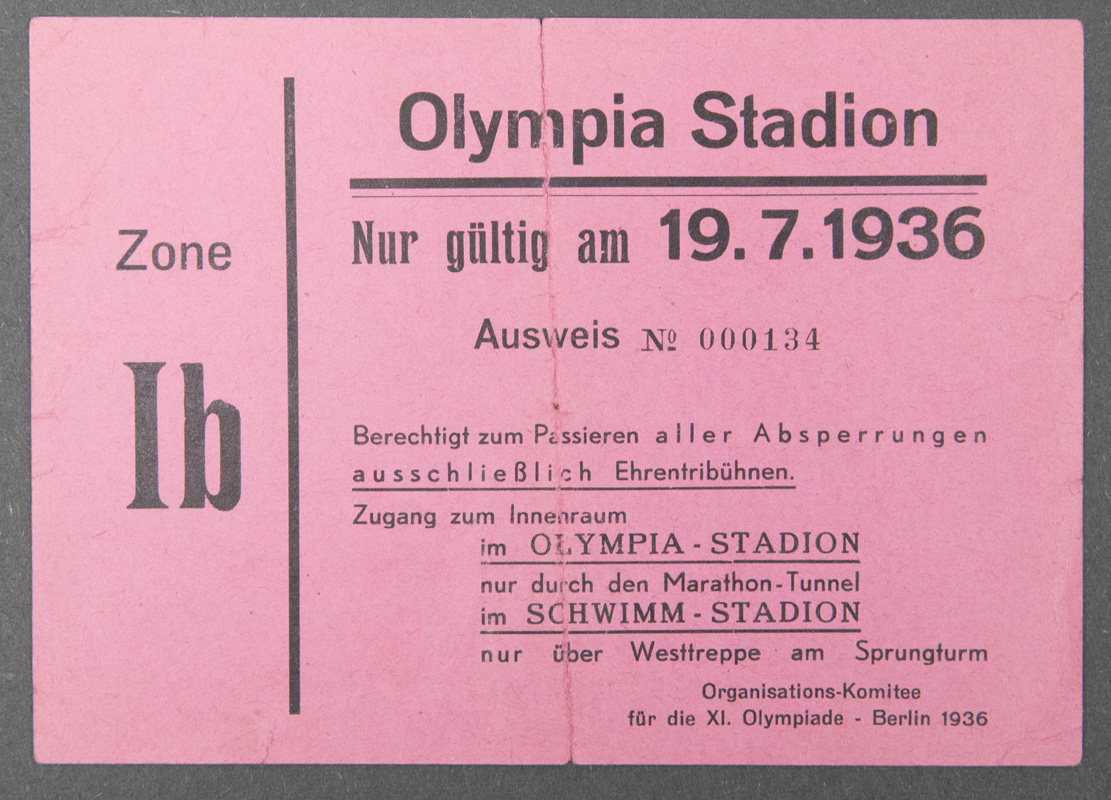 Olympia Stadion
Zone
Nur gültig am 19.7.1936
Ausweis № 000134
Ib
Berechtigt zum Passieren aller Absperrungen
ausschließlich Ehrentribühnen.
Zugang zum Innenraum
im OLYMPIA - STADION
nur durch den Marathon-Tunnel
im SCHWIMM - STADION
nur über Westtreppe am Sprungturm
Organisations-Komitee
für die XI. Olympiade - Berlin 1936